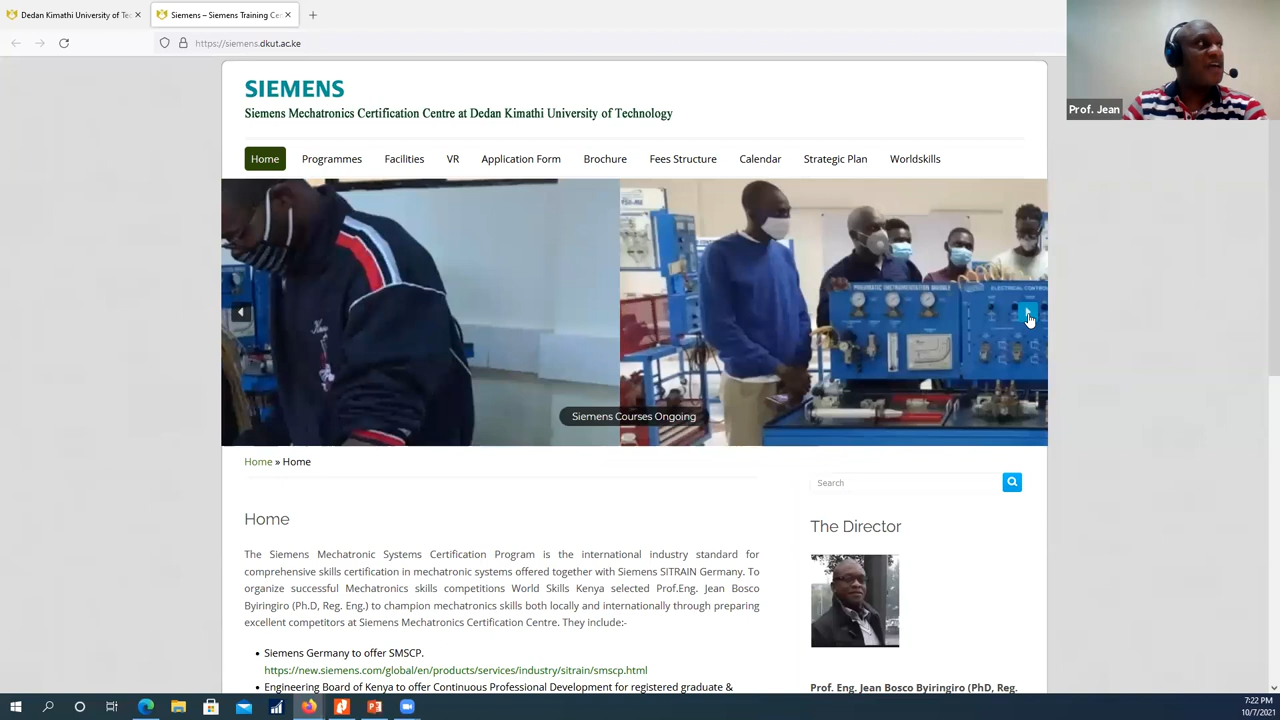 Dedan Kimathi University of Te
Siemens – Siemens Training Ce
https://siemens.dkut.ac.ke
Prof. Jean
SIEMENS
Siemens Mechatronics Certification Centre at Dedan Kimathi University of Technology
Home Programmes Facilities VR Application Form Brochure Fees Structure Calendar Strategic Plan Worldskills
PNEUMATIC INSTRUMENTATION MODULE
ELECTRICAL CONTRO
Siemens Courses Ongoing
Home » Home
Search
Home
The Siemens Mechatronic Systems Certification Program is the international industry standard for
comprehensive skills certification in mechatronic systems offered together with Siemens SITRAIN Germany. To
organize successful Mechatronics skills competitions World Skills Kenya selected Prof.Eng. Jean Bosco
Byiringiro (Ph.D, Reg. Eng.) to champion mechatronics skills both locally and internationally through preparing
excellent competitors at Siemens Mechatronics Certification Centre. They include:-
• Siemens Germany to offer SMSCP.
https://new.siemens.com/global/en/products/services/industry/sitrain/smscp.html
• Engineering Board of Kenya to offer Continuous Professional Development for registered graduate &
The Director
Prof. Eng. Jean Bosco Byiringiro (PhD, Reg.
7:22 PM
10/7/2021